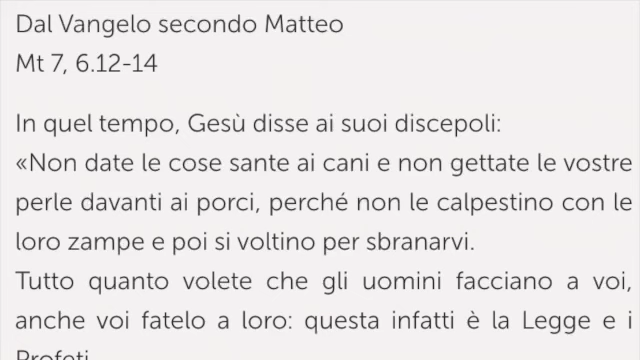 Dal Vangelo secondo Matteo
Mt 7, 6.12-14
In quel tempo, Gesù disse ai suoi discepoli:
«Non date le cose sante ai cani e non gettate le vostre
perle davanti ai porci, perché non le calpestino con le
loro zampe e poi si voltino per sbranarvi.
Tutto quanto volete che gli uomini facciano a voi,
anche voi fatelo a loro: questa infatti è la Legge e i
Profeti